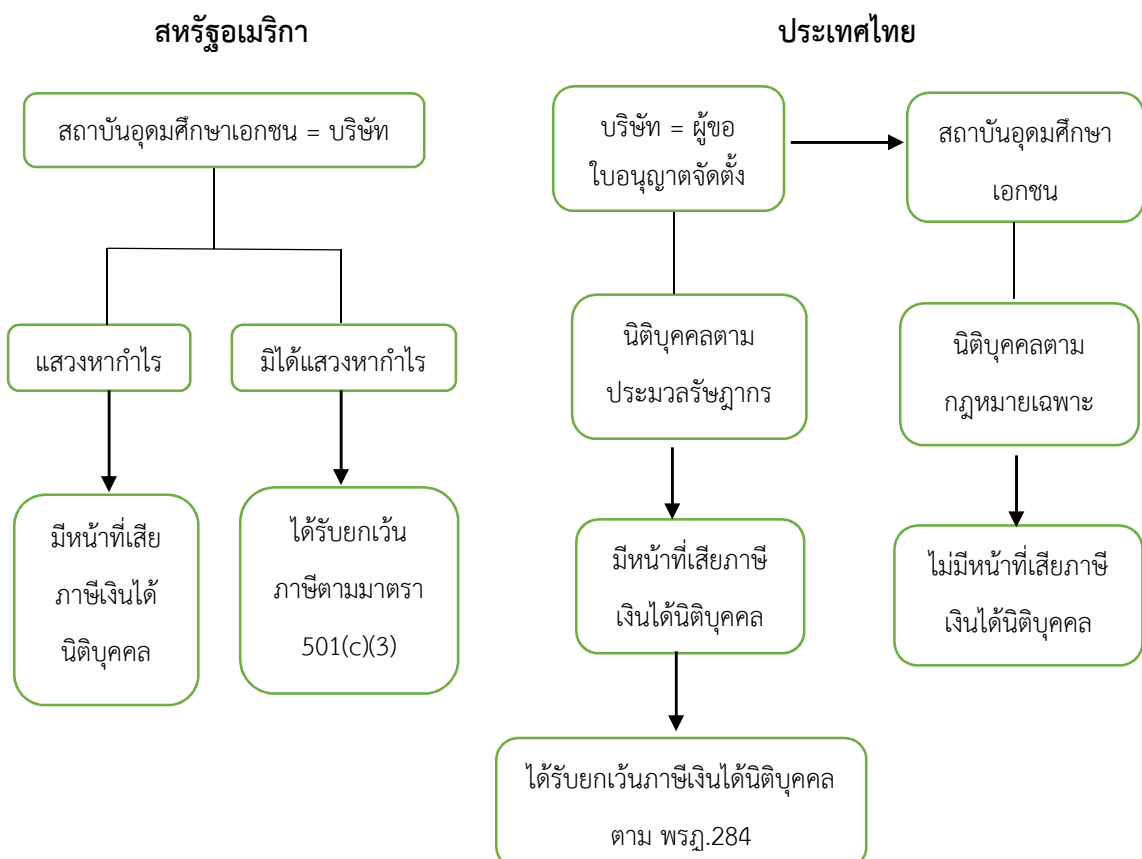 สหรัฐอเมริกา
สถาบันอุดมศึกษาเอกชน = บริษัท
แสวงหากำไร
มิได้แสวงหากำไร
มีหน้าที่เสีย
ภาษีเงินได้
นิติบุคคล
ได้รับยกเว้น
ภาษีตามมาตรา
501(c)(3)
ประเทศไทย
บริษัท = ผู้ขอ
ใบอนุญาตจัดตั้ง
สถาบันอุดมศึกษา
เอกชน
นิติบุคคลตาม
ประมวลรัษฎากร
นิติบุคคลตาม
กฎหมายเฉพาะ
มีหน้าที่เสียภาษี
เงินได้นิติบุคคล
ไม่มีหน้าที่เสียภาษี
เงินได้นิติบุคคล
ได้รับยกเว้นภาษีเงินได้นิติบุคคล
ตาม พรฎ.284